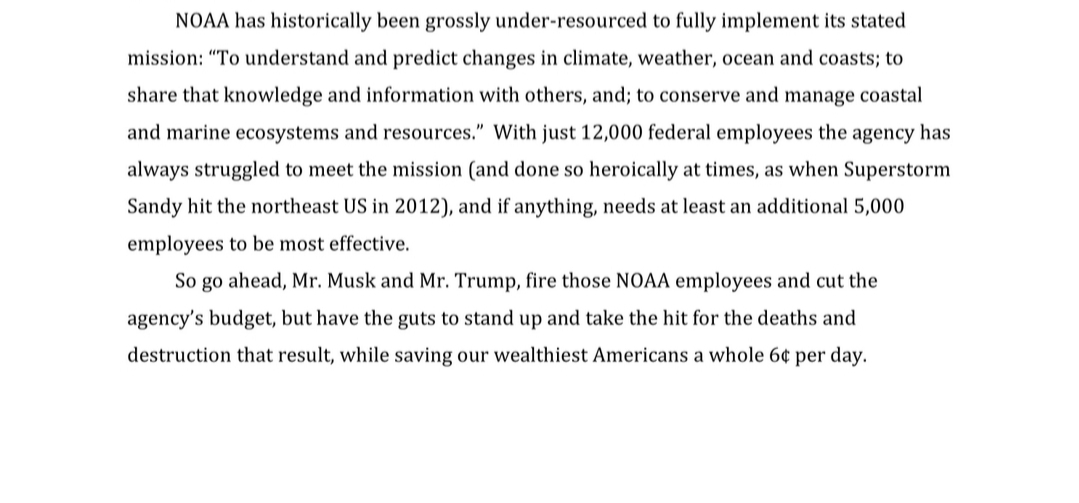 NOAA has historically been grossly under-resourced to fully implement its stated
mission: “To understand and predict changes in climate, weather, ocean and coasts; to
share that knowledge and information with others, and; to conserve and manage coastal
and marine ecosystems and resources.”  With just 12,000 federal employees the agency has
always struggled to meet the mission (and done so heroically at times, as when Superstorm
Sandy hit the northeast US in 2012), and if anything, needs at least an additional 5,000
employees to be most effective.
So go ahead, Mr. Musk and Mr. Trump, fire those NOAA employees and cut the
agency’s budget, but have the guts to stand up and take the hit for the deaths and
destruction that result, while saving our wealthiest Americans a whole 6¢ per day.